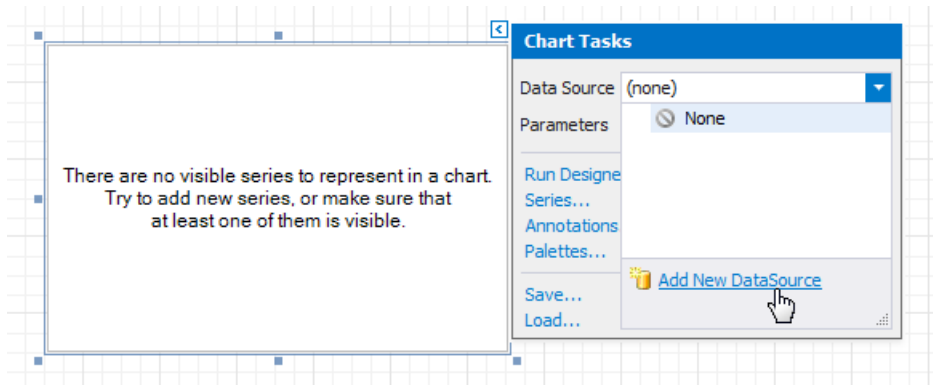 There are no visible series to represent in a chart.
Try to add new series, or make sure that
at least one of them is visible.
Chart Tasks
Data Source (none)
None
Parameters
Run Designe
Series...
Annotations
Palettes...
Add New DataSource
Save...
Load...